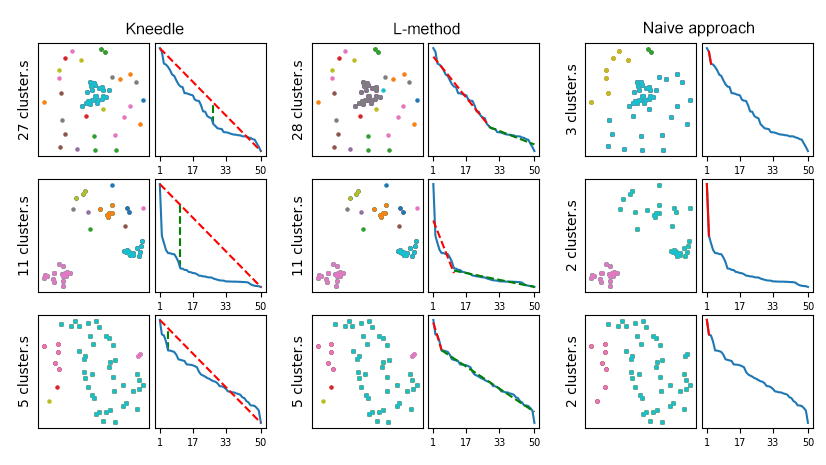 Kneedle L-method Naive approach
27 cluster.s 28 cluster.s 3 cluster.s
1 17 33 50 1 17 33 50 1 17 33 50
11 cluster.s 11 cluster.s 2 cluster.s
1 17 33 50 1 17 33 50 1 17 33 50
5 cluster.s 5 cluster.s 2 cluster.s
1 17 33 50 1 17 33 50 1 17 33 50